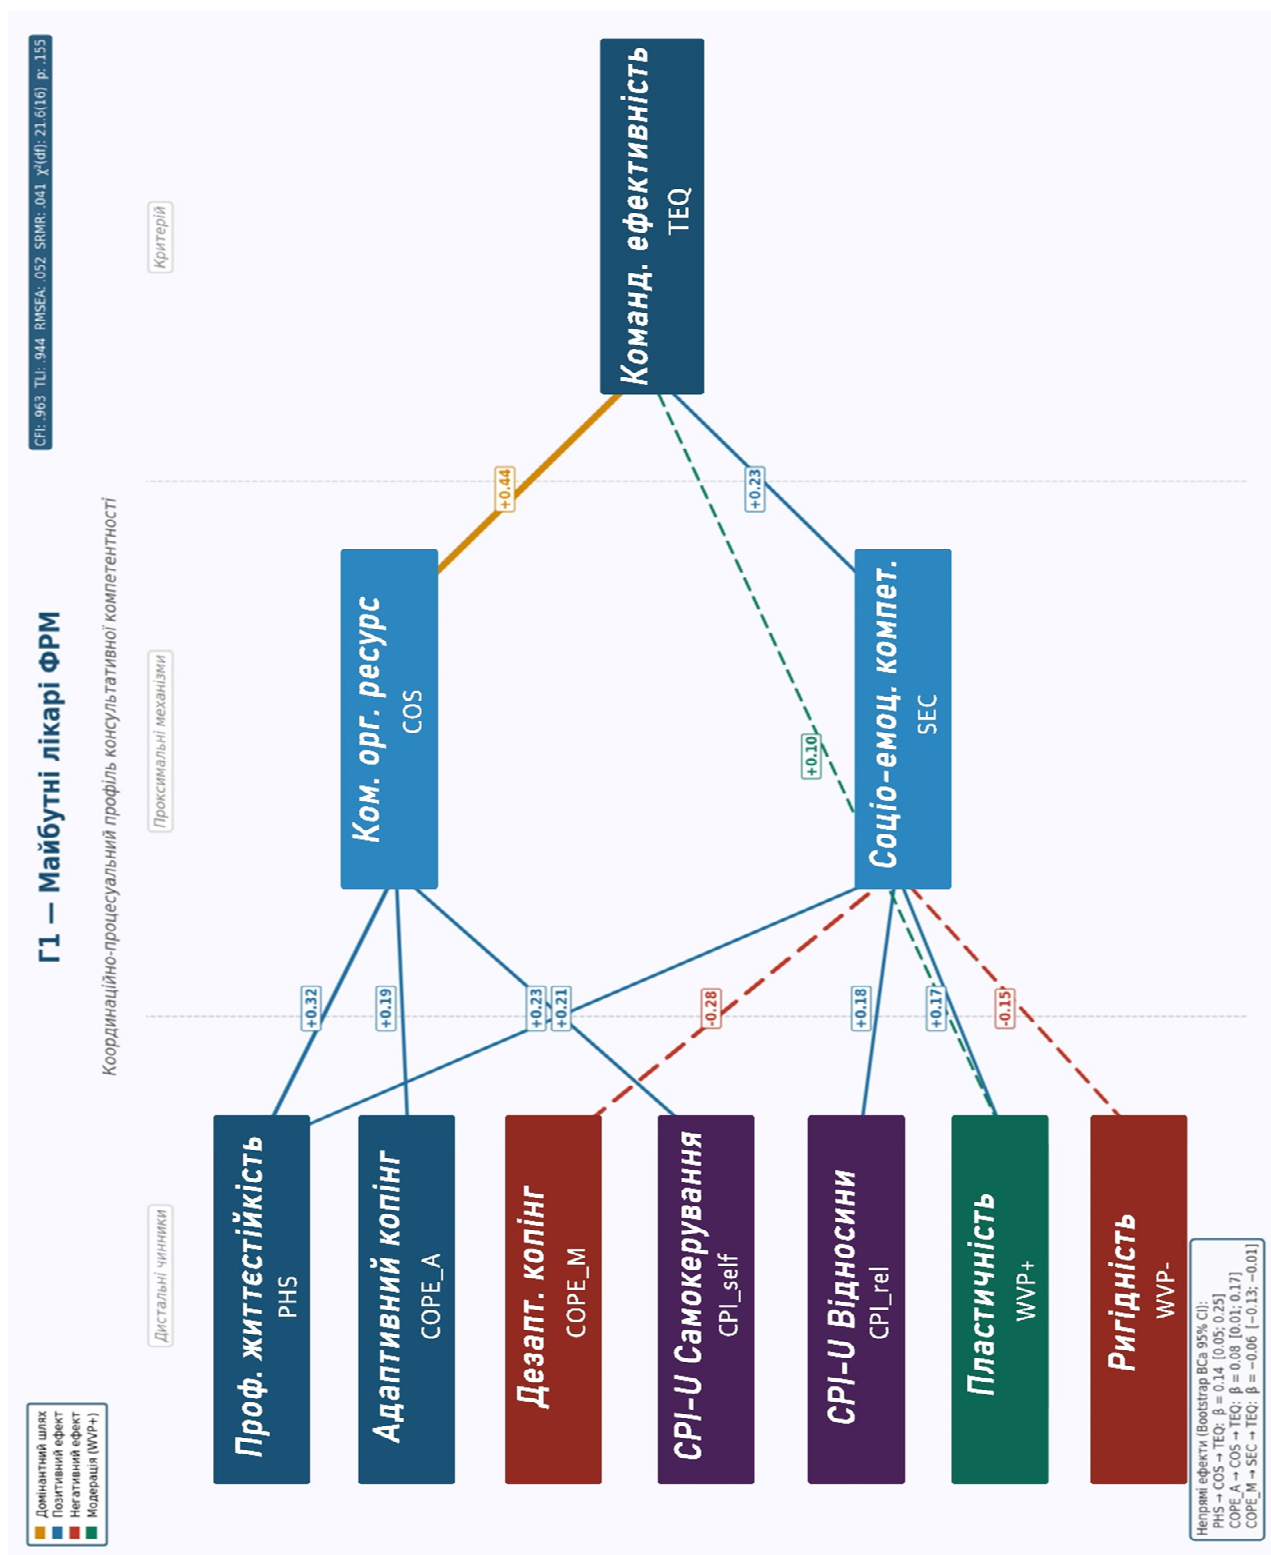 Г1 — Майбутні лікарі ФРМ
Координаційно-процесуальний профіль консультативної компетентності
CFI: .963 TLI: .944 RMSEA: .052 SRMR: .041 χ²(df): 21.6(16) p: .155
Домінантний шлях
Позитивний ефект
Негативний ефект
Модерація (WVP+)
Дистальні чинники
Проксимальні механізми
Критерій
Проф. життєстійкість
PHS
Адаптивний копінг
COPE_A
Дезапт. копінг
COPE_M
CPI-U Самокерування
CPI_self
CPI-U Відносини
CPI_rel
Пластичність
WVP+
Ригідність
WVP-
+0.32
+0.19
+0.23
+0.21
-0.28
+0.18
+0.17
-0.15
Ком. орг. ресурс
COS
Соціо-емоц. компет.
SEC
+0.44
+0.10
+0.23
Команд. ефективність
TEQ
Непрямі ефекти (Bootstrap BCa 95% CI):
PHS → COS → TEQ: β = 0.14 [0.05; 0.25]
COPE_A → COS → TEQ: β = 0.08 [0.01; 0.17]
COPE_M → SEC → TEQ: β = −0.06 [−0.13; −0.01]